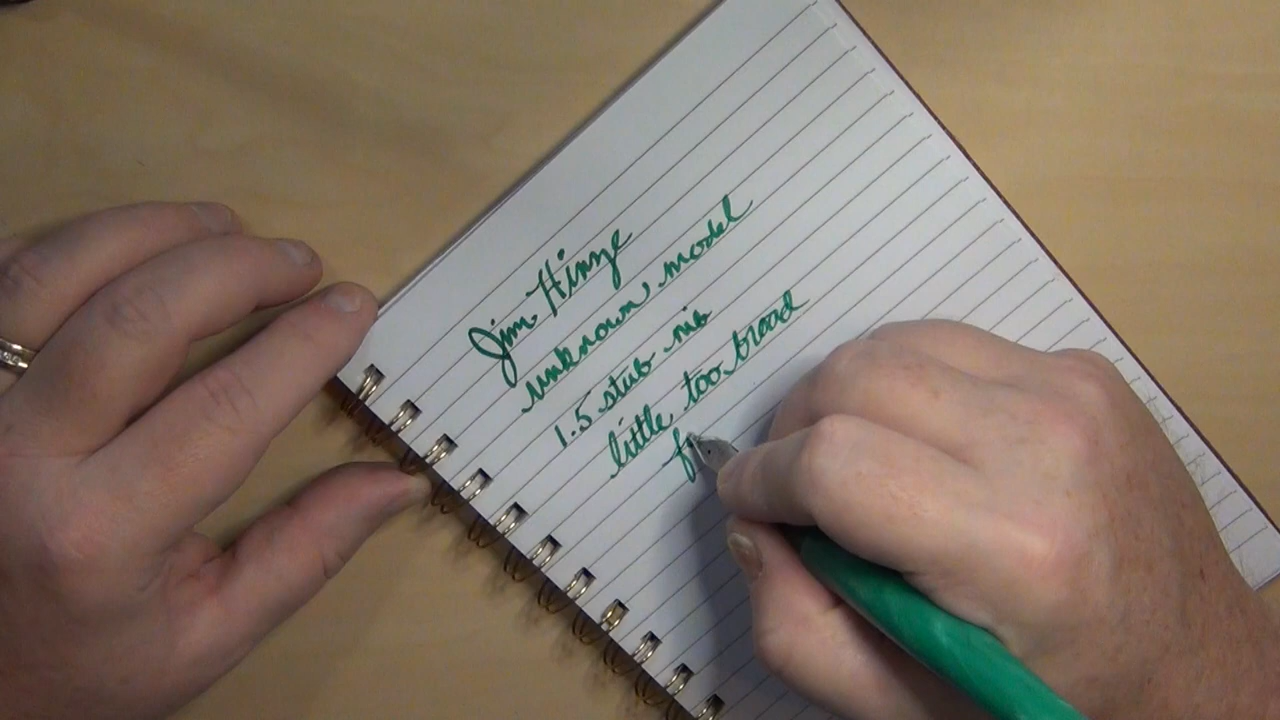 Jim Hinze
unknown model
1.5 stub nib
little too broad
f